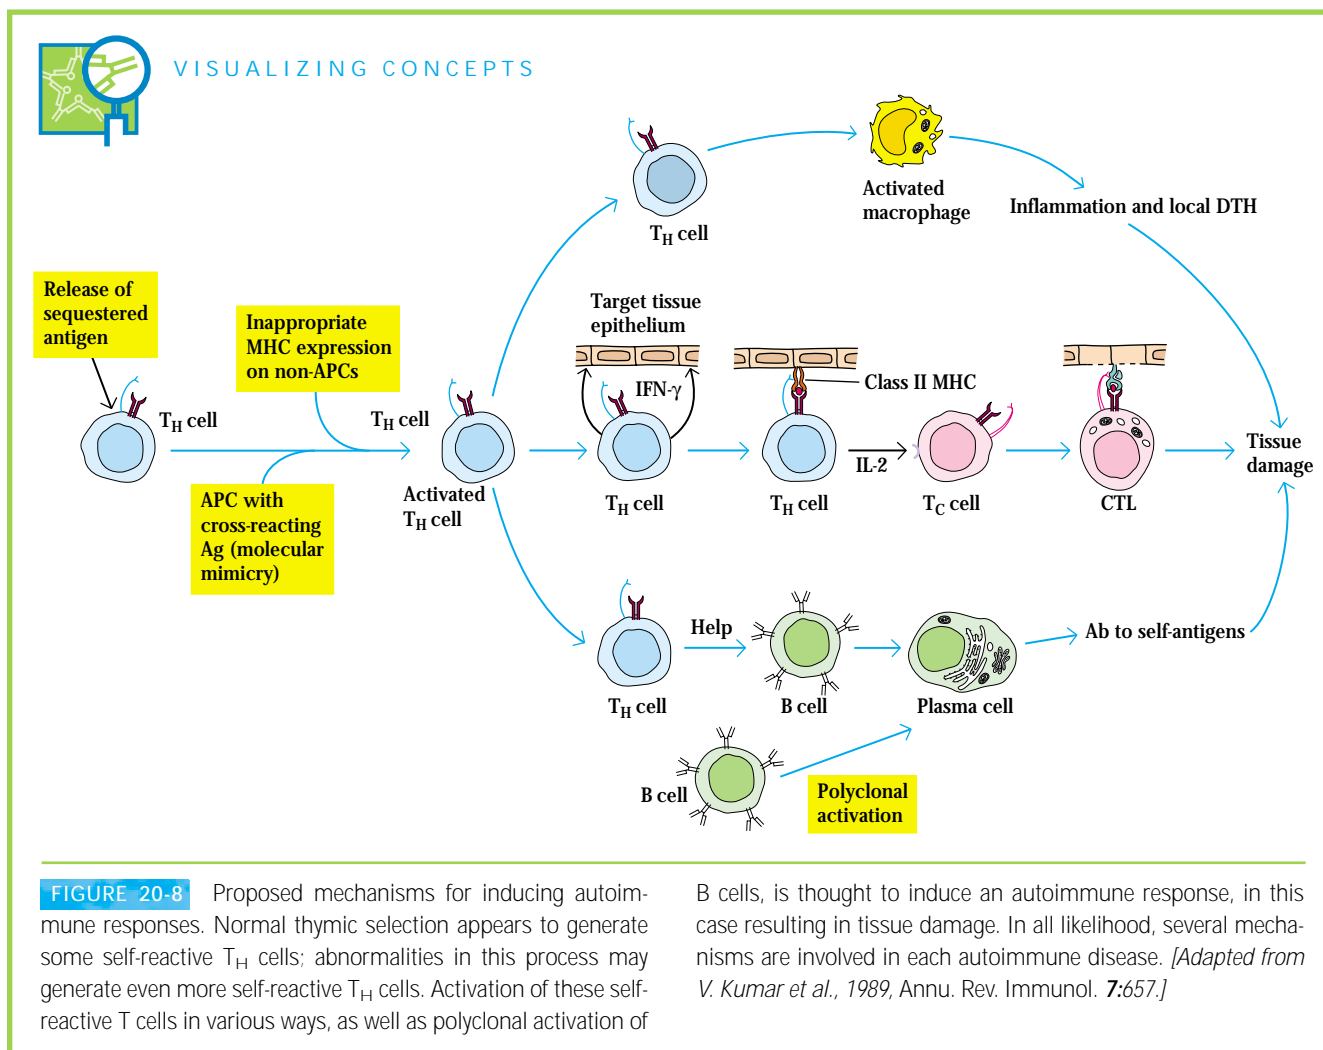 VISUALIZING CONCEPTS
Activated
macrophage
Inflammation and local DTH
TH cell
Release of
sequestered
antigen
Inappropriate
MHC expression
on non-APCs
Target tissue
epithelium
IFN-γ
Class II MHC
TH cell
TH cell
Tissue
damage
IL-2
Activated
TH cell
TH cell
TH cell
TC cell
CTL
APC with
cross-reacting
Ag (molecular
mimicry)
Help
Ab to self-antigens
TH cell
B cell
Plasma cell
B cell
Polyclonal
activation
FIGURE 20-8 Proposed mechanisms for inducing autoim-
mune responses. Normal thymic selection appears to generate
some self-reactive TH cells; abnormalities in this process may
generate even more self-reactive TH cells. Activation of these self-
reactive T cells in various ways, as well as polyclonal activation of
B cells, is thought to induce an autoimmune response, in this
case resulting in tissue damage. In all likelihood, several mecha-
nisms are involved in each autoimmune disease. [Adapted from
V. Kumar et al., 1989, Annu. Rev. Immunol. 7:657.]